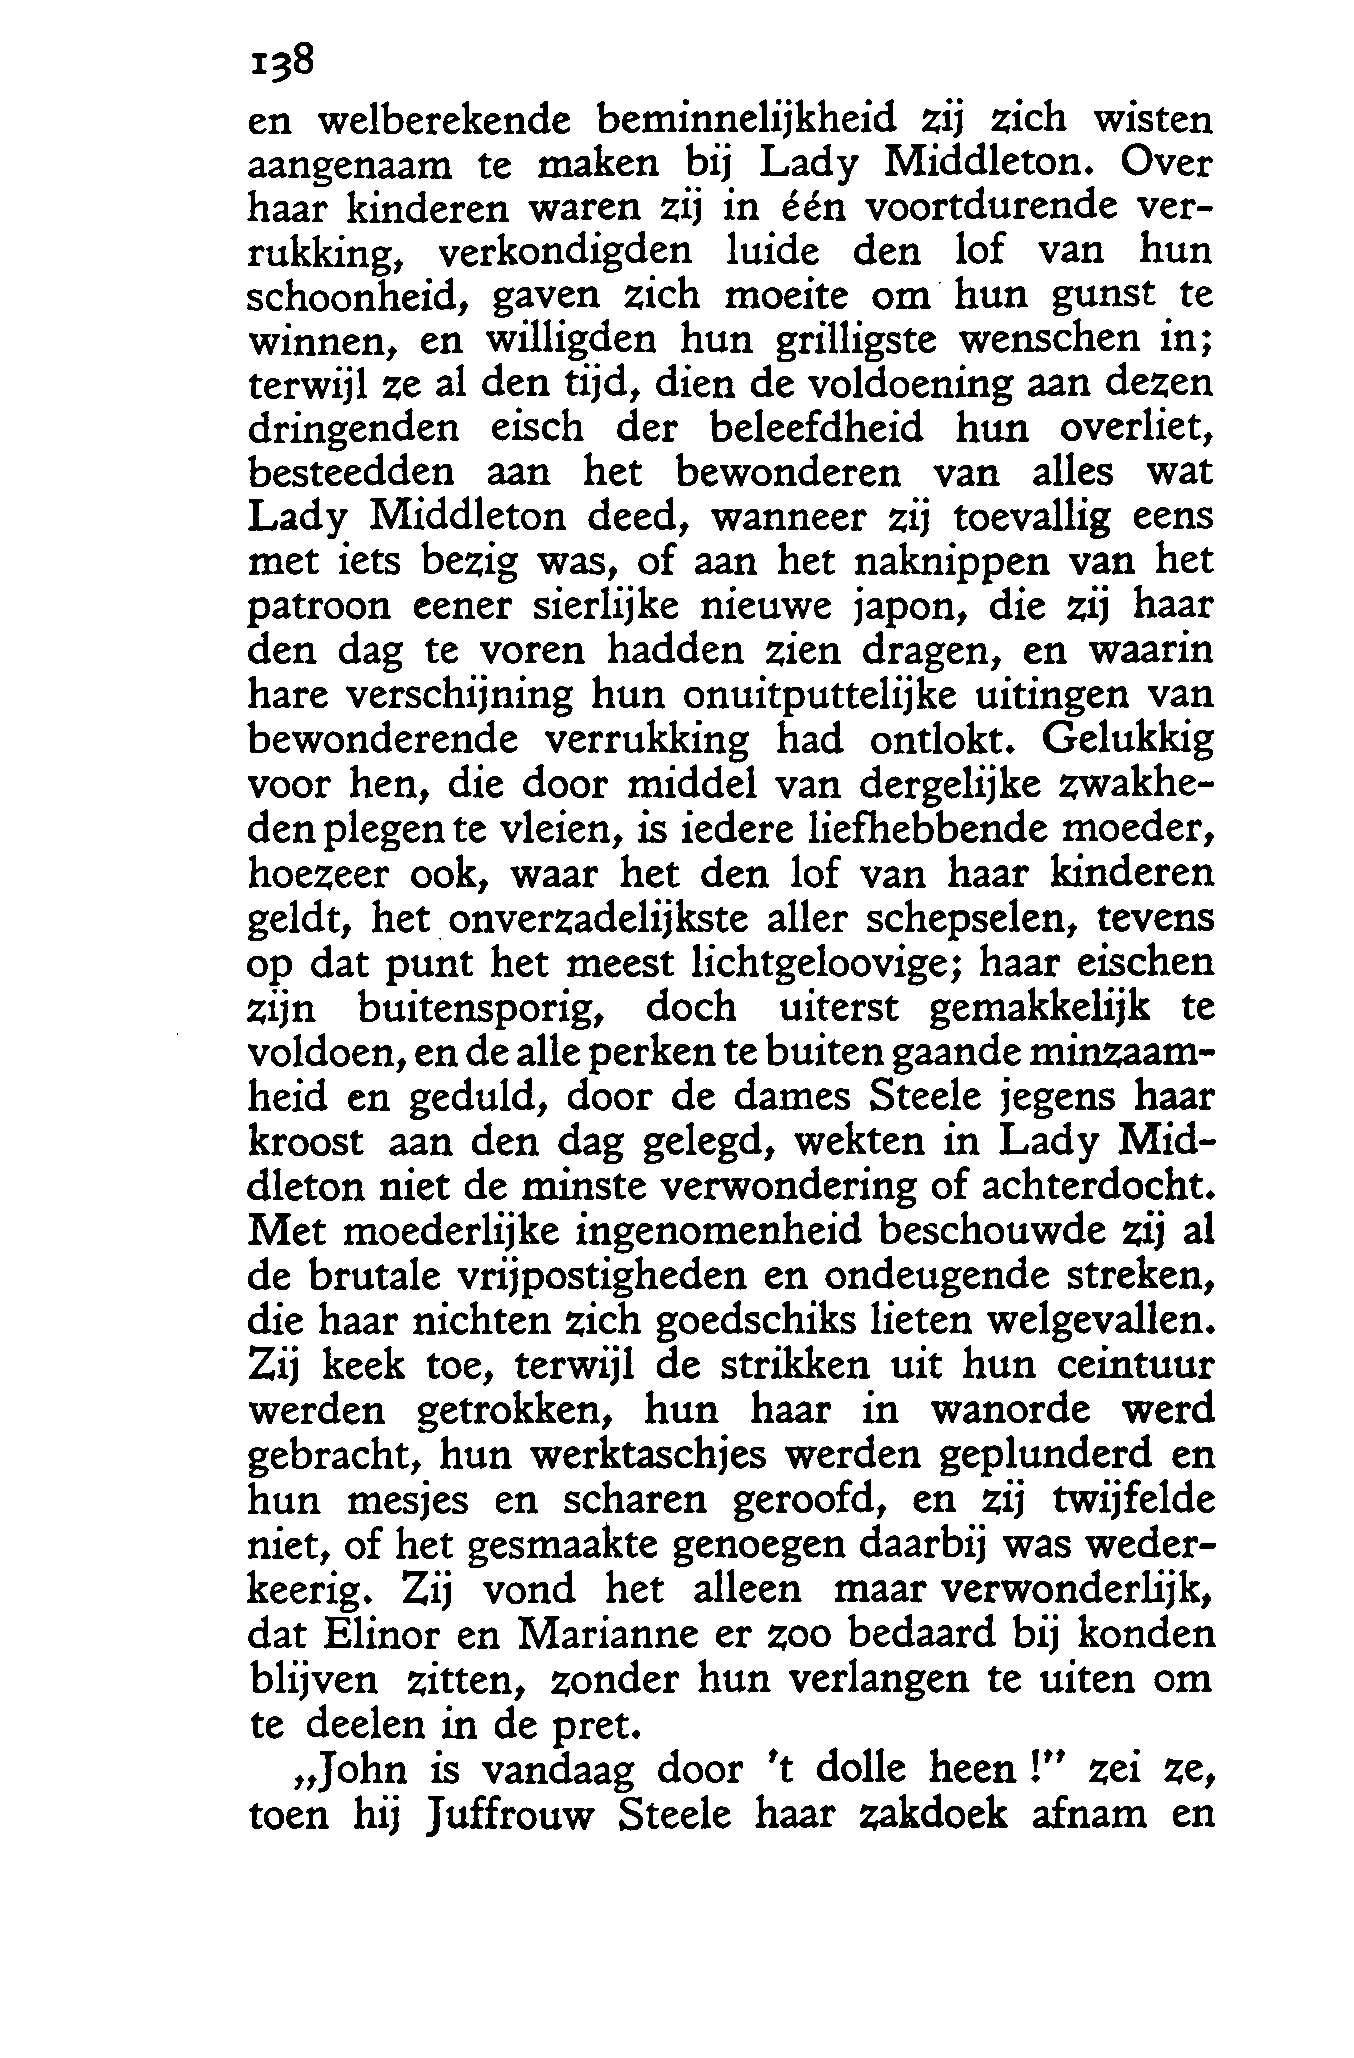 138
en welberekende beminnelijkheid zij zich wisten
aangenaam te maken bij Lady Middleton. Over
haar kinderen waren zij in één voortdurende ver-
rukking, verkondigden luide den lof van hun
schoonheid, gaven zich moeite om hun gunst te
winnen, en willigden hun grilligste wenschen in;
terwijl ze al den tijd, dien de voldoening aan dezen
dringenden eisch der beleefdheid hun overliet,
besteedden aan het bewonderen van alles wat
Lady Middleton deed, wanneer zij toevallig eens
met iets bezig was, of aan het naknippen van het
patroon eener sierlijke nieuwe japon, die zij haar
den dag te voren hadden zien dragen, en waarin
hare verschijning hun onuitputtelijke uitingen van
bewonderende verrukking had ontlokt. Gelukkig
voor hen, die door middel van dergelijke zwakhe-
den plegen te vleien, is iedere liefhebbende moeder,
hoezeer ook, waar het den lof van haar kinderen
geldt, het onverzadelijkste aller schepselen, tevens
op dat punt het meest lichtgeloovige; haar eischen
zijn buitensporig, doch uiterst gemakkelijk te
voldoen, en de alle perken te buiten gaande minzaam-
heid en geduld, door de dames Steele jegens haar
kroost aan den dag gelegd, wekten in Lady Mid-
dleton niet de minste verwondering of achterdocht.
Met moederlijke ingenomenheid beschouwde zij al
de brutale vrijpostigheden en ondeugende streken,
die haar nichten zich goedschiks lieten welgevallen.
Zij keek toe, terwijl de strikken uit hun ceintuur
werden getrokken, hun haar in wanorde werd
gebracht, hun werktaschjes werden geplunderd en
hun mesjes en scharen geroofd, en zij twijfelde
niet, of het gesmaakte genoegen daarbij was weder-
keerig. Zij vond het alleen maar verwonderlijk,
dat Elinor en Marianne er zoo bedaard bij konden
blijven zitten, zonder hun verlangen te uiten om
te deelen in de pret.
„John is vandaag door 't dolle heen!” zei ze,
toen hij Juffrouw Steele haar zakdoek afnam en